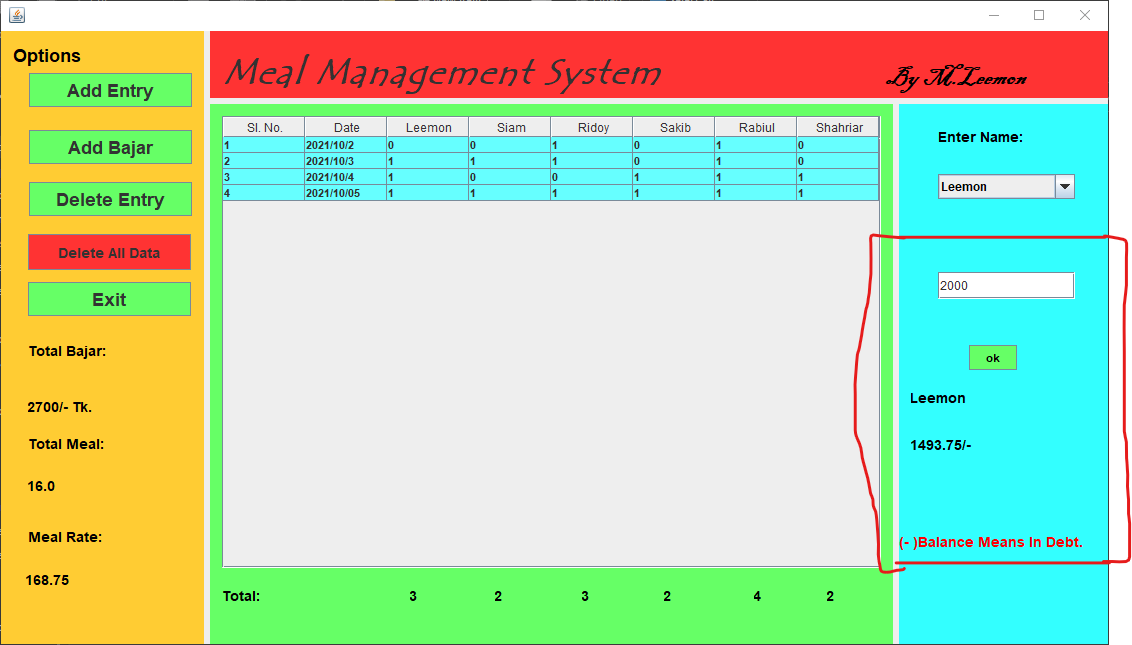 Options
Add Entry
Add Bajar
Delete Entry
Delete All Data
Exit
Total Bajar:
2700/- Tk.
Total Meal:
16.0
Meal Rate:
168.75
Meal Management System
By M.Leemon
Sl. No. Date Leemon Siam Ridoy Sakib Rabiul Shahriar
1 2021/10/2 0 0 1 0 1 0
2 2021/10/3 1 1 1 0 1 0
3 2021/10/4 1 0 0 1 1 1
4 2021/10/05 1 1 1 1 1 1
Total: 3 2 3 2 4 2
Enter Name:
Leemon
2000
ok
Leemon
1493.75/-
(- )Balance Means In Debt.